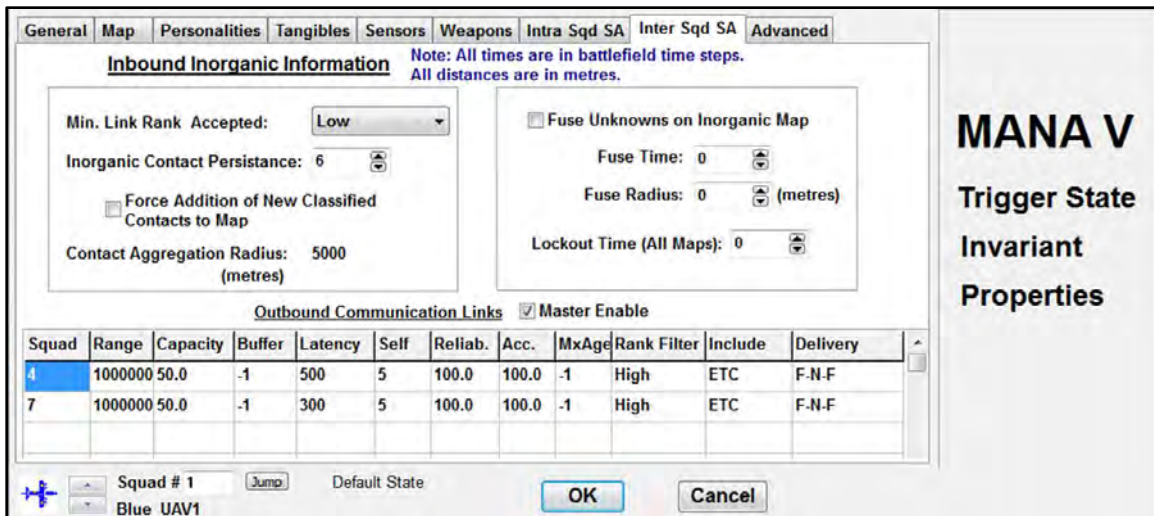 General Map Personalities Tangibles Sensors Weapons Intra Sqd SA Inter Sqd SA Advanced
Inbound Inorganic Information
Note: All times are in battlefield time steps.
All distances are in metres.
Min. Link Rank Accepted: Low
Inorganic Contact Persistance: 6
Force Addition of New Classified
Contacts to Map
Contact Aggregation Radius: 5000
(metres)
Fuse Unknowns on Inorganic Map
Fuse Time: 0
Fuse Radius: 0 (metres)
Lockout Time (All Maps): 0
Outbound Communication Links Master Enable
Squad Range Capacity Buffer Latency Self Reliab. Acc. MxAge Rank Filter Include Delivery
4 1000000 50.0 -1 500 5 100.0 100.0 -1 High ETC F-N-F
7 1000000 50.0 -1 300 5 100.0 100.0 -1 High ETC F-N-F
Squad # 1 Jump Default State
Blue UAV1
OK Cancel
MANA V
Trigger State
Invariant
Properties